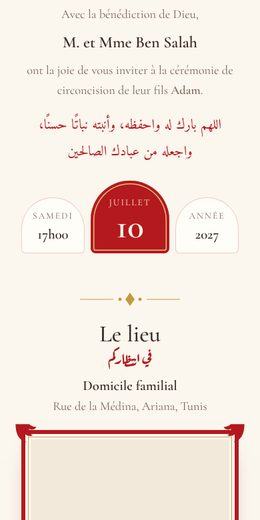 Avec la bénédiction de Dieu,
M. et Mme Ben Salah
ont la joie de vous inviter à la cérémonie de
circoncision de leur fils Adam.
اللهم بارك له واحفظه، وأنبته نباتًا حسنًا،
واجعله من عبادك الصالحين
SAMEDI
17h00
JUILLET
10
ANNÉE
2027
Le lieu
في انتظاركم
Domicile familial
Rue de la Médina, Ariana, Tunis